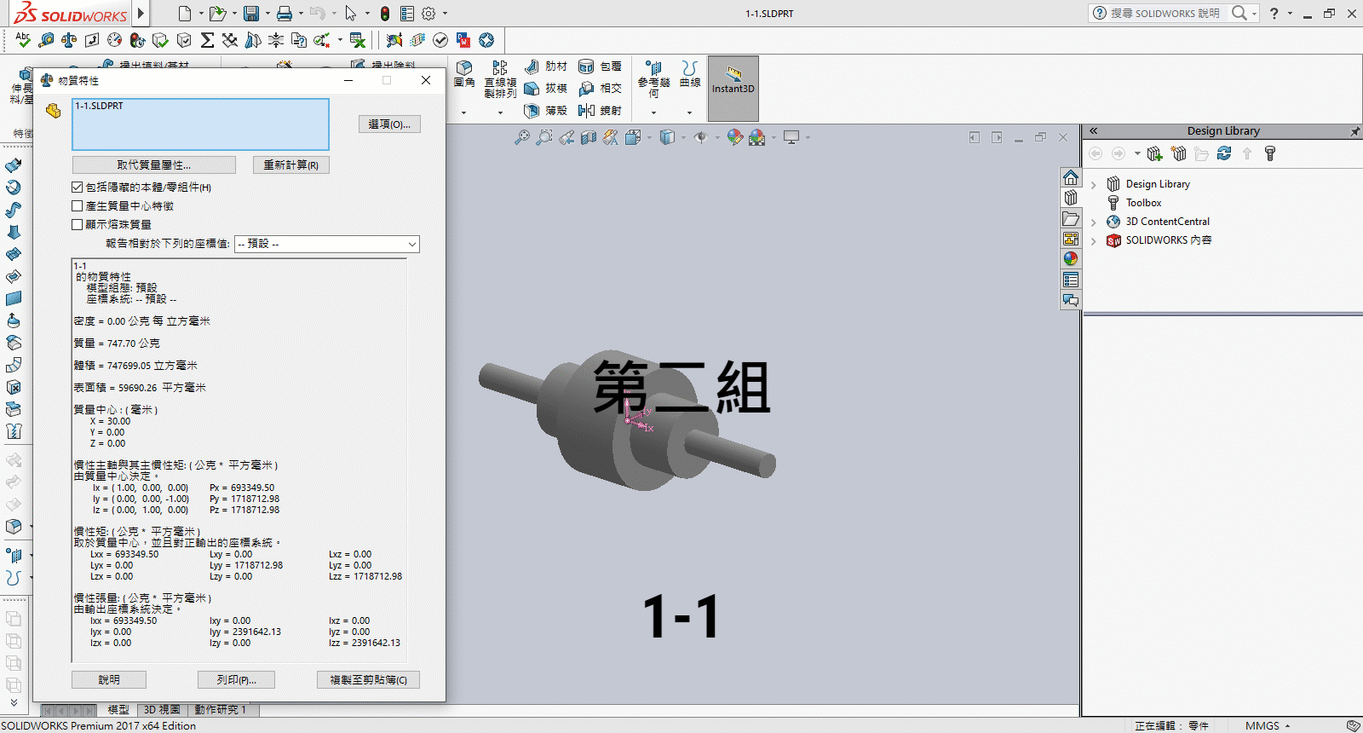 SOLIDWORKS
1-1.SLDPRT
搜尋 SOLIDWORKS 說明
掃出填料/基材
掃出除料
伸長
料/基
特徵
圓角
直線複
製排列
肋材
拔模
薄殼
包覆
相交
鏡射
參考幾
何
曲線
Instant3D
物質特性
1-1.SLDPRT
選項(O)...
取代質量屬性...
重新計算(R)
包括隱藏的本體/零組件(H)
產生質量中心特徵
顯示熔珠質量
報告相對於下列的座標值:
-- 預設 --
1-1
的物質特性
模型組態: 預設
座標系統: -- 預設 --
密度 = 0.00 公克 每 立方毫米
質量 = 747.70 公克
體積 = 747699.05 立方毫米
表面積 = 59690.26 平方毫米
質量中心 : ( 毫米 )
X = 30.00
Y = 0.00
Z = 0.00
慣性主軸與其主慣性矩: ( 公克 * 平方毫米 )
由質量中心決定。
Ix = ( 1.00, 0.00, 0.00) Px = 693349.50
Iy = ( 0.00, 0.00, -1.00) Py = 1718712.98
Iz = ( 0.00, 1.00, 0.00) Pz = 1718712.98
慣性矩: ( 公克 * 平方毫米 )
取於質量中心，並且對正輸出的座標系統。
Lxx = 693349.50 Lxy = 0.00 Lxz = 0.00
Lyx = 0.00 Lyy = 1718712.98 Lyz = 0.00
Lzx = 0.00 Lzy = 0.00 Lzz = 1718712.98
慣性張量: ( 公克 * 平方毫米 )
由輸出座標系統決定。
Ixx = 693349.50 Ixy = 0.00 Ixz = 0.00
Iyx = 0.00 Iyy = 2391642.13 Iyz = 0.00
Izx = 0.00 Izy = 0.00 Izz = 2391642.13
說明
列印(P)...
複製至剪貼簿(C)
第二組
Iy
Ix
1-1
Design Library
Design Library
Toolbox
3D ContentCentral
SOLIDWORKS 內容
模型
3D 視圖
動作研究 1
SOLIDWORKS Premium 2017 x64 Edition
正在編輯： 零件
MMGS